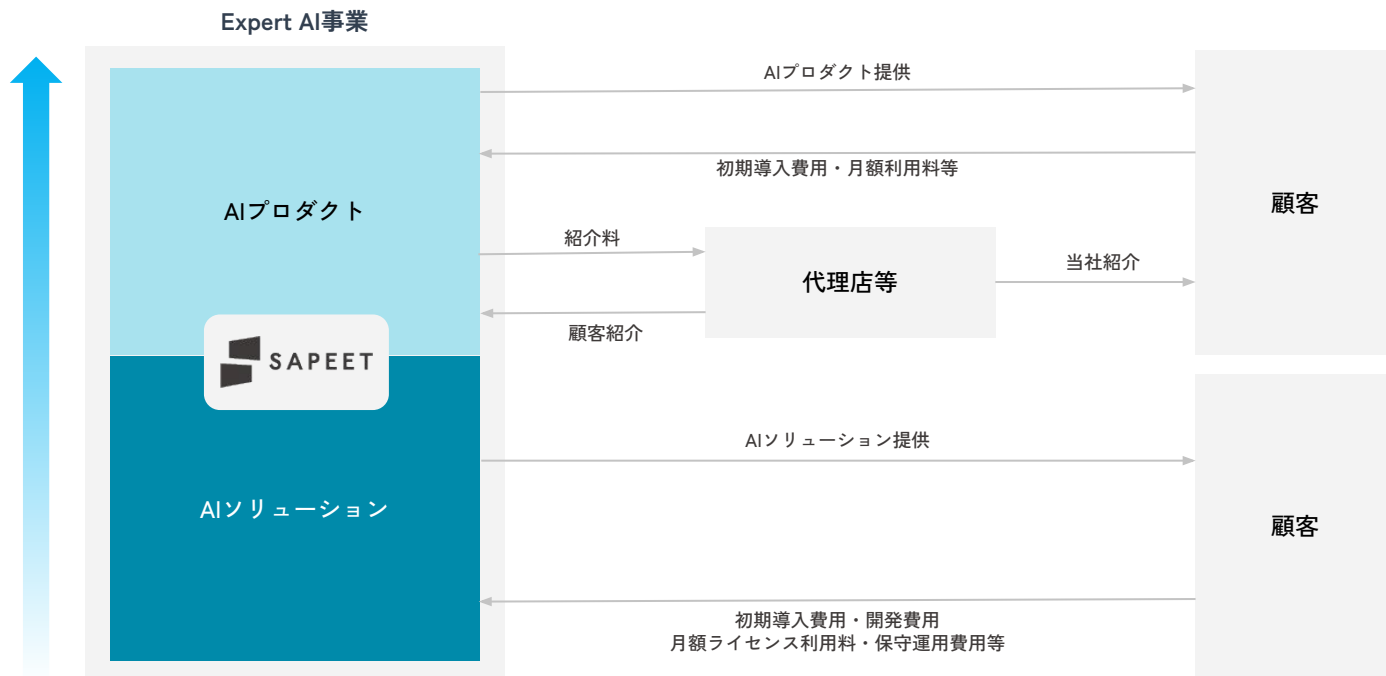 Expert AI事業
AIプロダクト提供
初期導入費用・月額利用料等
顧客
AIプロダクト
紹介料
代理店等
当社紹介
顧客紹介
SAPEET
AIソリューション提供
AIソリューション
顧客
初期導入費用・開発費用
月額ライセンス利用料・保守運用費用等